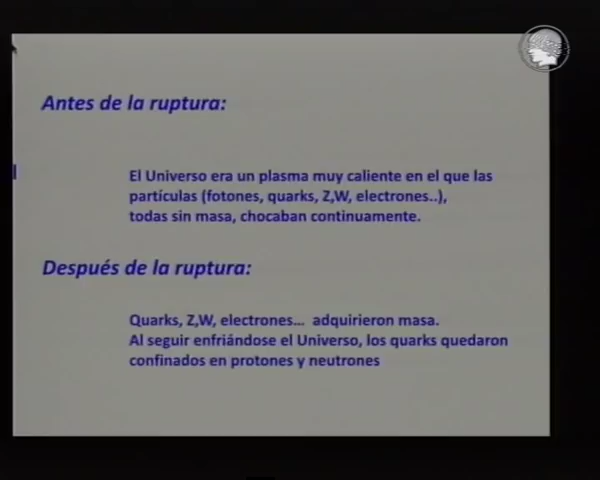 Antes de la ruptura:
El Universo era un plasma muy caliente en el que las
partículas (fotones, quarks, Z,W, electrones..),
todas sin masa, chocaban continuamente.
Después de la ruptura:
Quarks, Z,W, electrones... adquirieron masa.
Al seguir enfriándose el Universo, los quarks quedaron
confinados en protones y neutrones